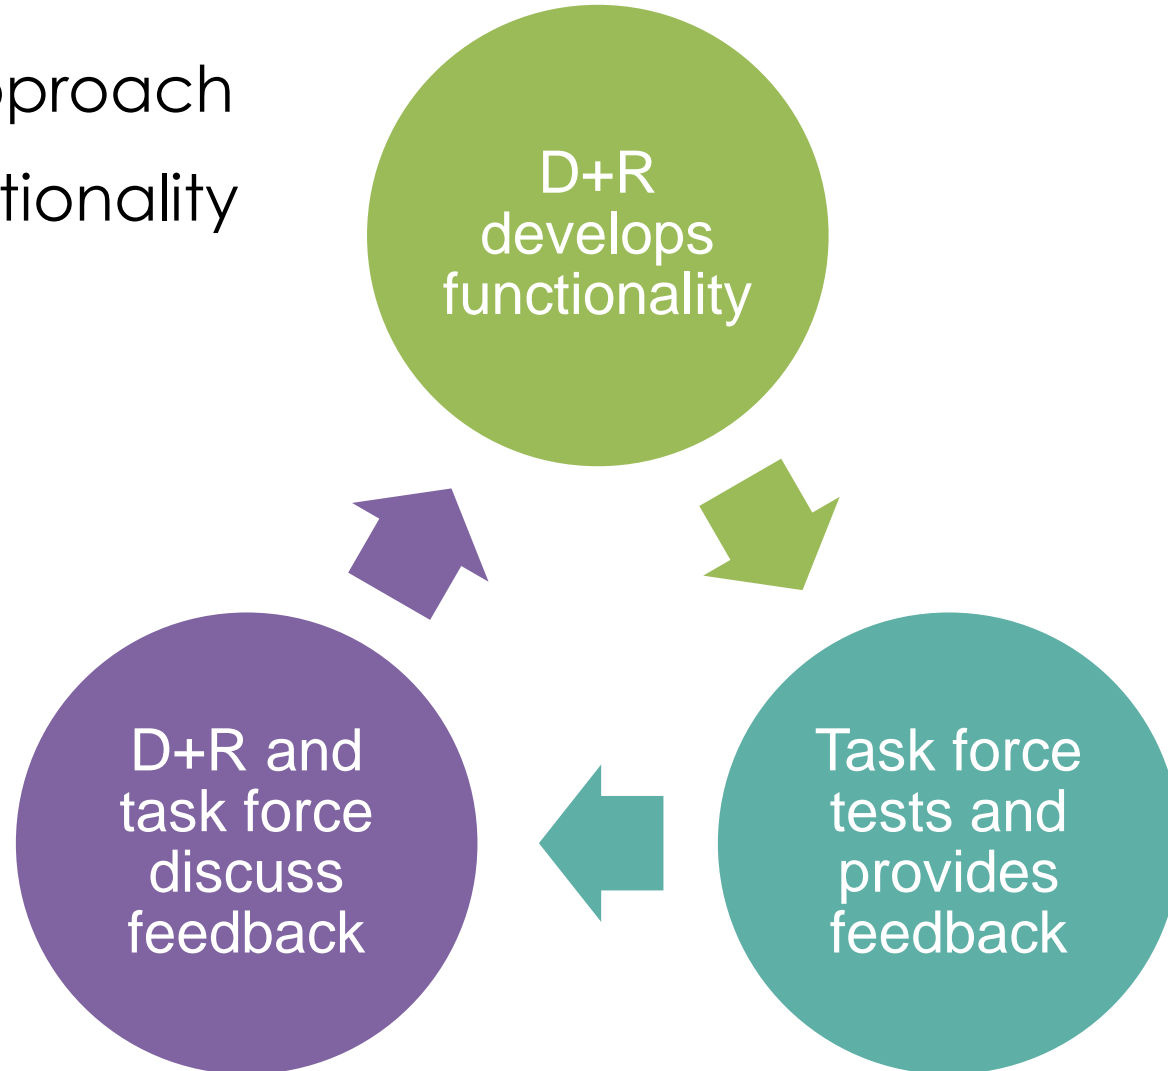 pproach
tionality
D+R
develops
functionality
Task force
tests and
provides
feedback
D+R and
task force
discuss
feedback